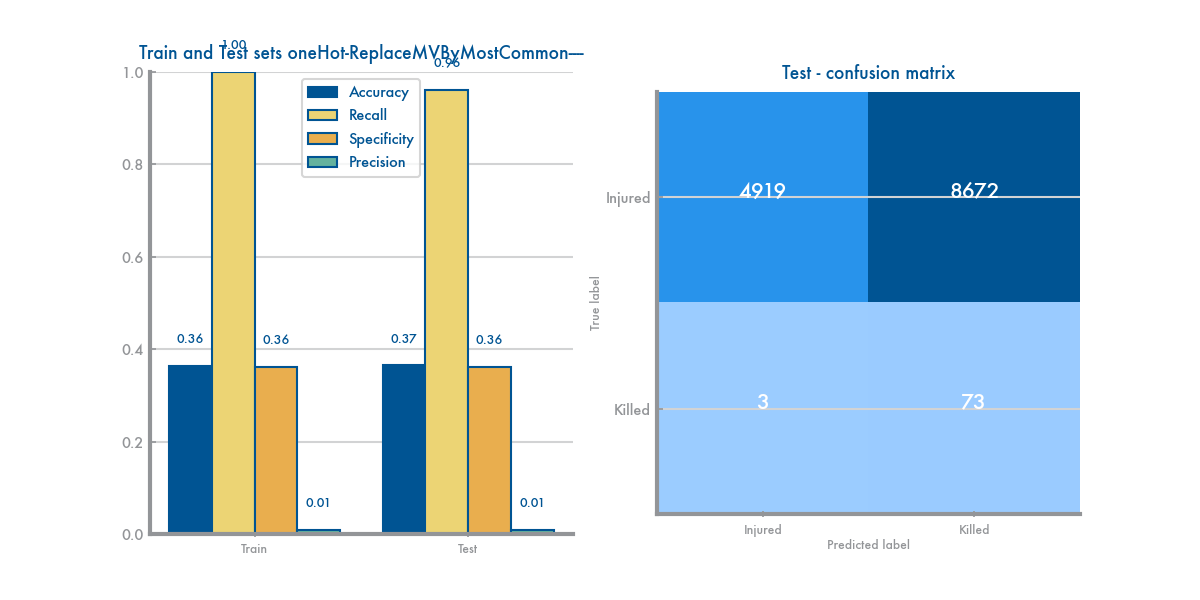 Train and Test sets oneHot-ReplaceMVByMostCommon—
1.00
0.96
1.0
0.8
0.6
0.4
0.2
0.0
Accuracy
Recall
Specificity
Precision
0.36
0.36
0.01
0.37
0.36
0.01
Train
Test
Test - confusion matrix
True label
Injured
Killed
4919
8672
3
73
Injured
Killed
Predicted label